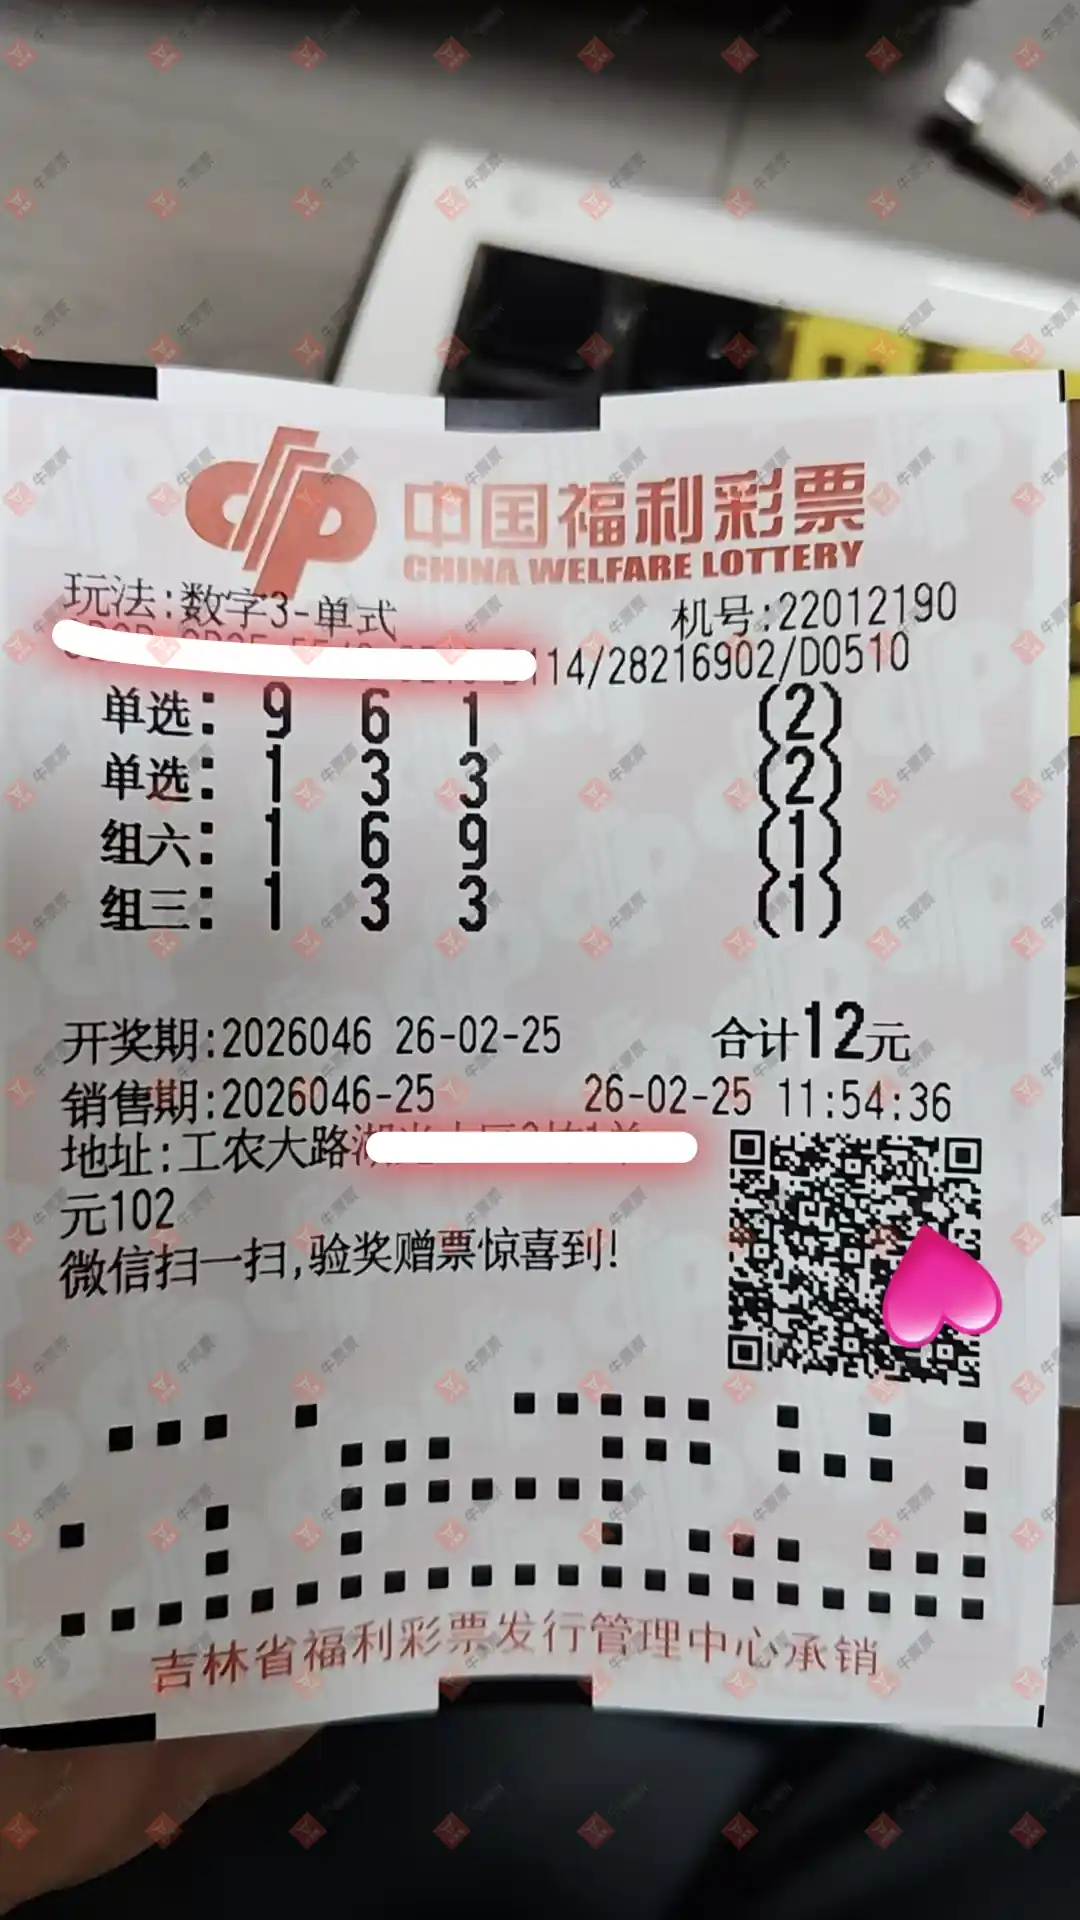 中国福利彩票
CHINA WELFARE LOTTERY
玩法:数字3-单式
机号:22012190
114/28216902/D0510
单选: 9 6 1 (2)
单选: 1 3 3 (2)
组六: 1 6 9 (1)
组三: 1 3 3 (1)
开奖期:2026046 26-02-25 合计12元
销售期:2026046-25 26-02-25 11:54:36
地址:工农大路
元102
微信扫一扫,验奖赠票惊喜到!
吉林省福利彩票发行管理中心承销